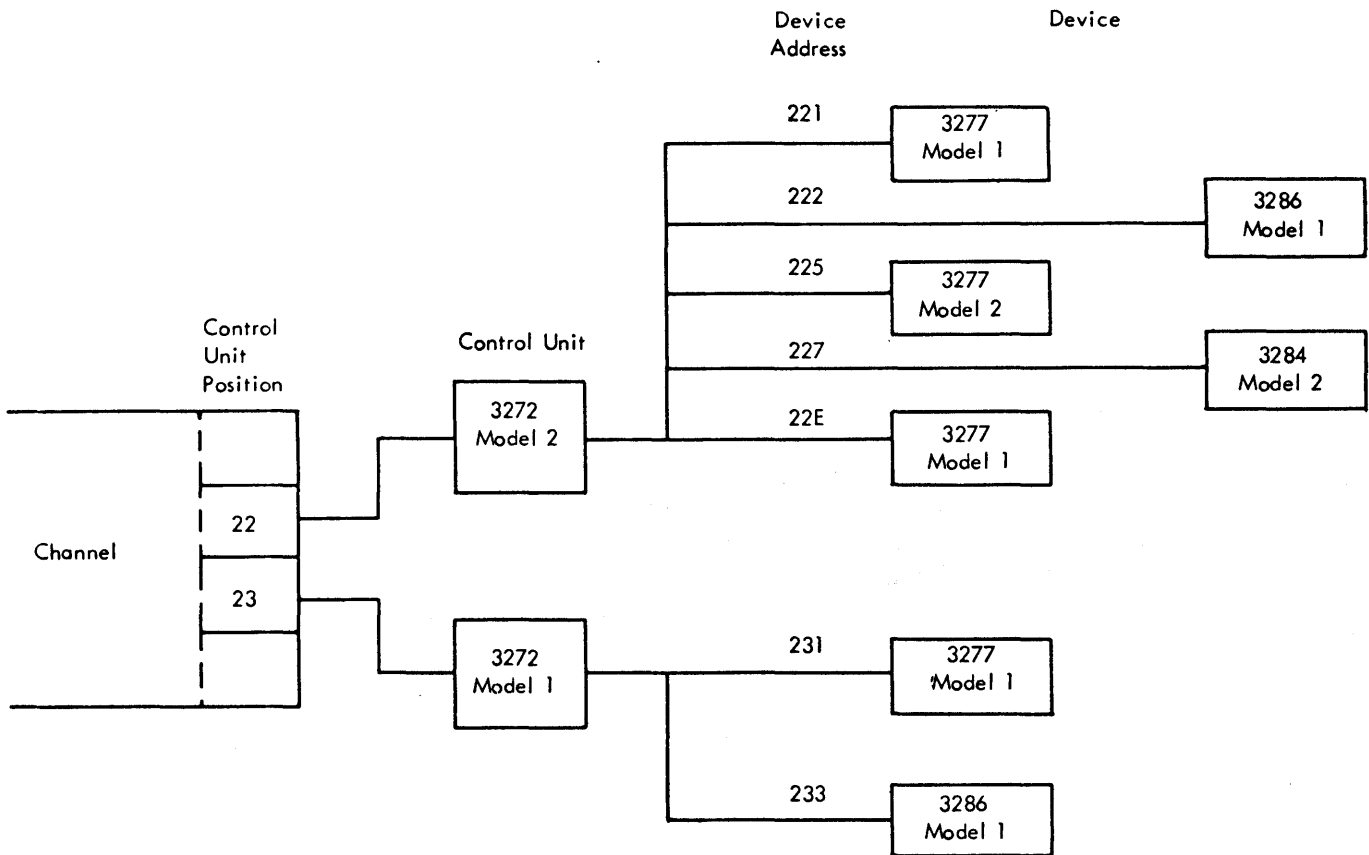 Device
Address
Device
221
3277
Model 1
222
3286
Model 1
225
3277
Model 2
227
3284
Model 2
22E
3277
Model 1
Control
Unit
Position
Control Unit
3272
Model 2
22
Channel
23
3272
Model 1
231
3277
Model 1
233
3286
Model 1